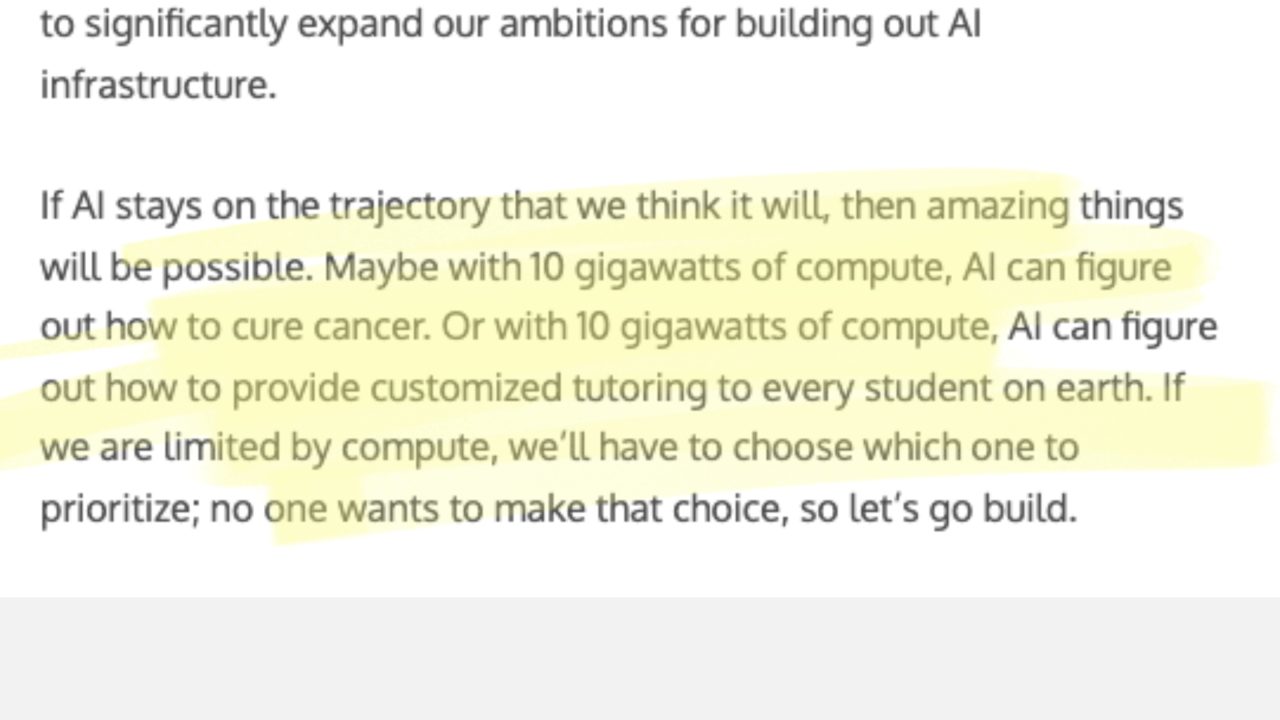 to significantly expand our ambitions for building out AI
infrastructure.
If AI stays on the trajectory that we think it will, then amazing things
will be possible. Maybe with 10 gigawatts of compute, AI can figure
out how to cure cancer. Or with 10 gigawatts of compute, AI can figure
out how to provide customized tutoring to every student on earth. If
we are limited by compute, we’ll have to choose which one to
prioritize; no one wants to make that choice, so let’s go build.